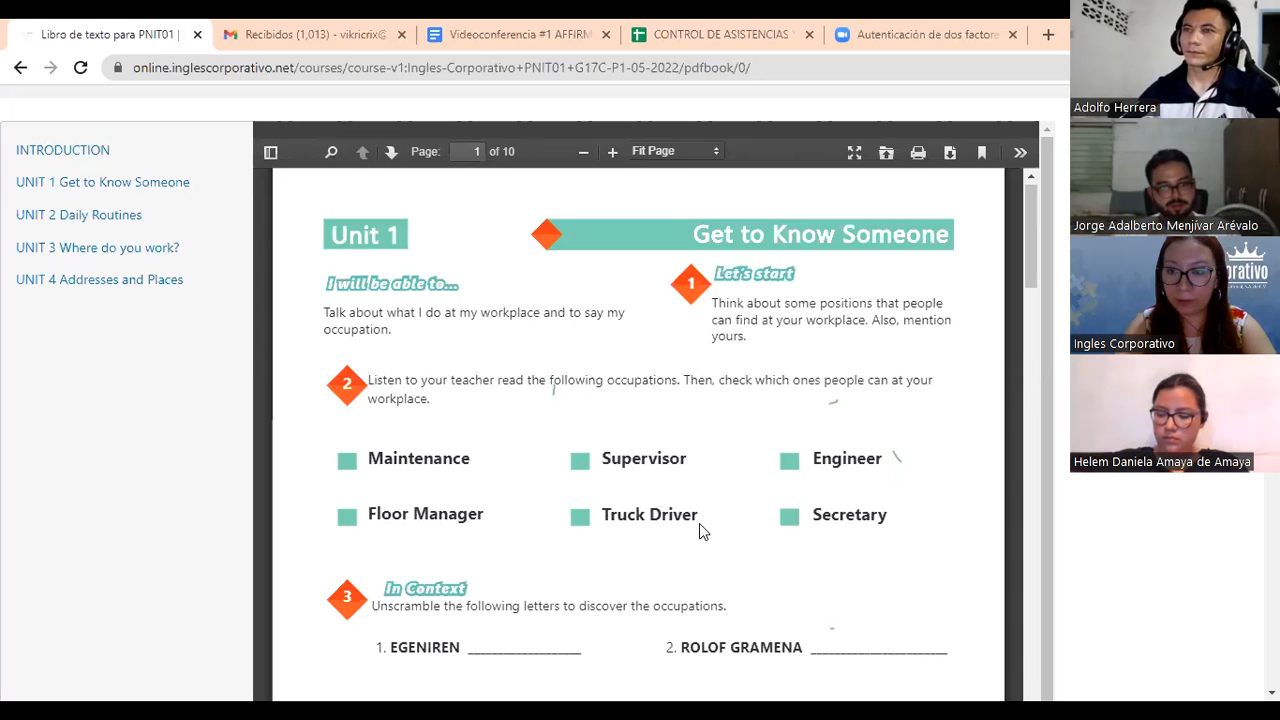 Libro de texto para PNIT01 |
Recibidos (1,013) - vikricrix@
Videoconferencia #1 AFFIRM
CONTROL DE ASISTENCIAS
Autenticación de dos factore
online.inglescorporativo.net/courses/course-v1:Ingles-Corporativo+PNIT01+G17C-P1-05-2022/pdfbook/0/
INTRODUCTION
UNIT 1 Get to Know Someone
UNIT 2 Daily Routines
UNIT 3 Where do you work?
UNIT 4 Addresses and Places
Page: 1 of 10
Fit Page
Unit 1
Get to Know Someone
I will be able to...
Talk about what I do at my workplace and to say my
occupation.
1
Let's start
Think about some positions that people
can find at your workplace. Also, mention
yours.
2
Listen to your teacher read the following occupations. Then, check which ones people can at your
workplace.
Maintenance
Supervisor
Engineer
Floor Manager
Truck Driver
Secretary
3
In Context
Unscramble the following letters to discover the occupations.
1. EGENIREN ____________________
2. ROLOF GRAMENA ________________________
Adolfo Herrera
Jorge Adalberto Menjívar Arévalo
orativo
Ingles Corporativo
Helem Daniela Amaya de Amaya